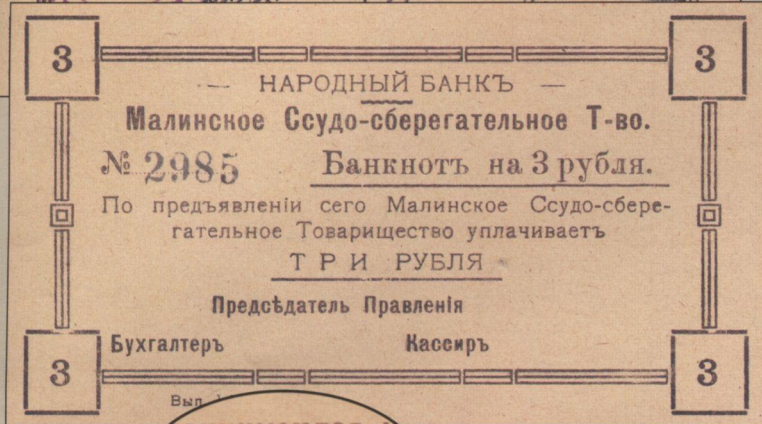 3 3
— НАРОДНЫЙ БАНКЪ —
Малинское Ссудо-сберегательное Т-во.
№ 2985 Банкнотъ на 3 рубля.
По предъявленіи сего Малинское Ссудо-сбере-
гательное Товарищество уплачиваетъ
ТРИ РУБЛЯ
Предсѣдатель Правленія
Бухгалтеръ Кассиръ
3 3
Вып.